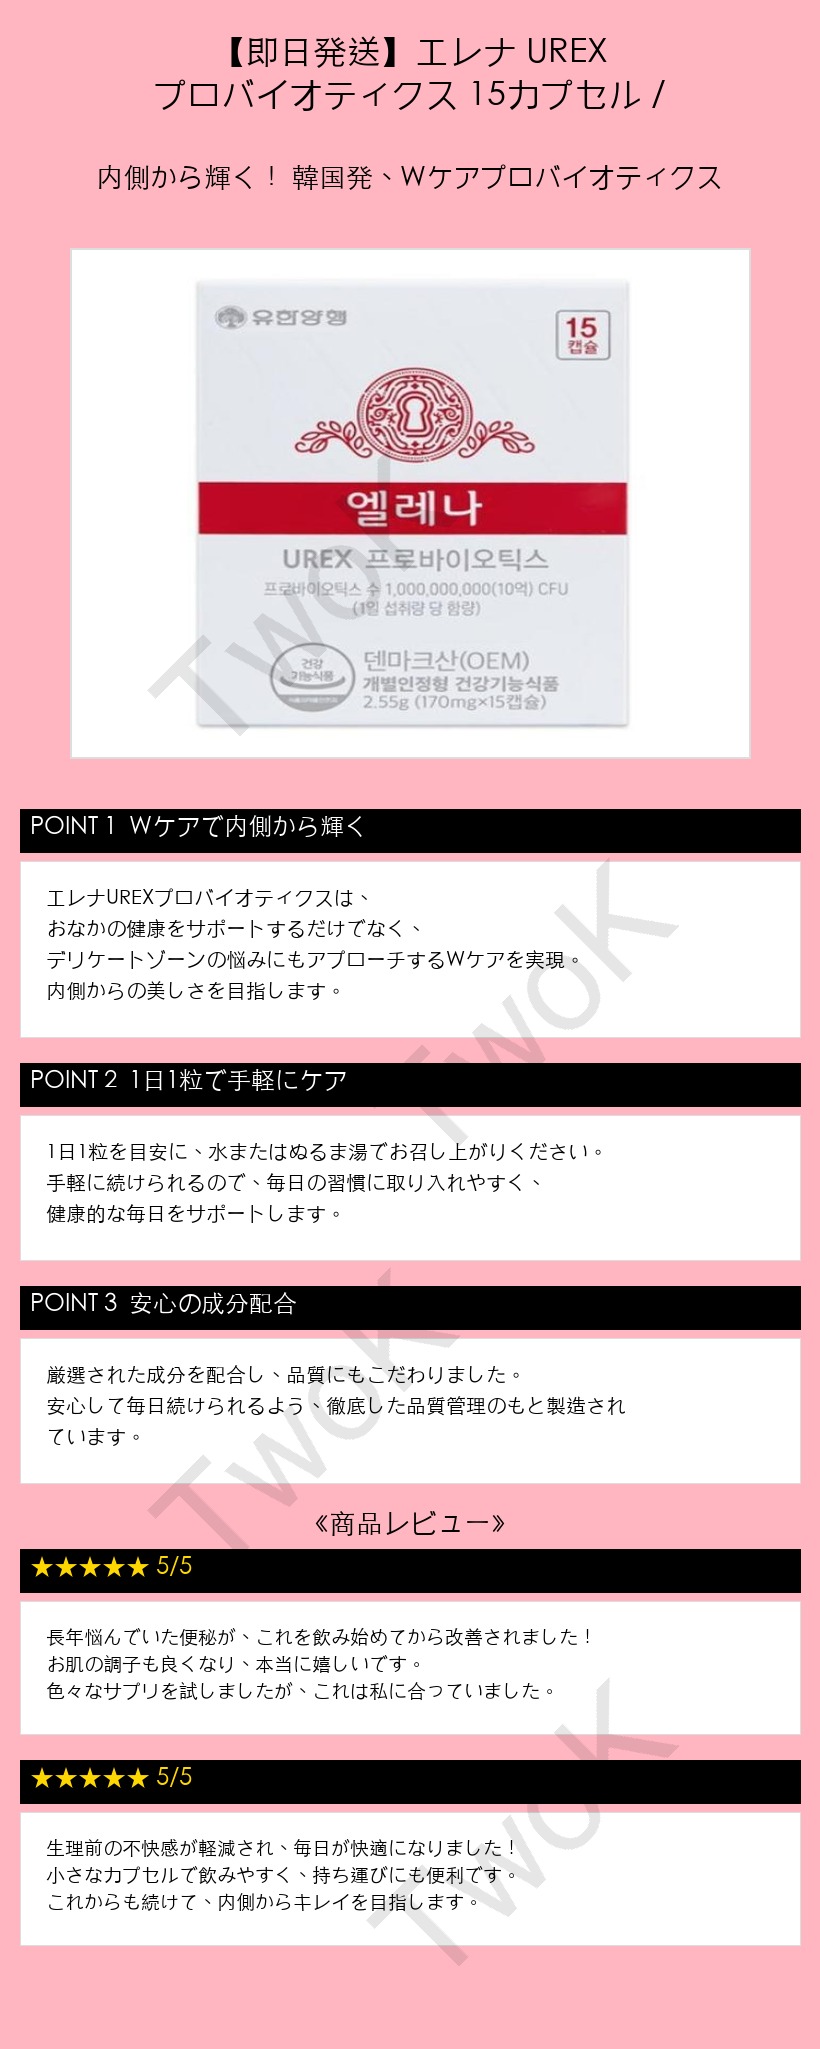 【即日発送】エレナ UREX
プロバイオティクス 15カプセル /
内側から輝く！ 韓国発、Wケアプロバイオティクス
유한양행
15
캡슐
엘레나
UREX 프로바이오틱스
프로바이오틱스 수 1,000,000,000(10억) CFU
(1일 섭취량 당 함량)
건강
기능식품
덴마크산(OEM)
개별인정형 건강기능식품
2.55g (170mg×15캡슐)
TwoK
POINT 1 Wケアで内側から輝く
エレナUREXプロバイオティクスは、
おなかの健康をサポートするだけでなく、
デリケートゾーンの悩みにもアプローチするWケアを実現。
内側からの美しさを目指します。
TwoK
POINT 2 1日1粒で手軽にケア
1日1粒を目安に、水またはぬるま湯でお召し上がりください。
手軽に続けられるので、毎日の習慣に取り入れやすく、
健康的な毎日をサポートします。
POINT 3 安心の成分配合
厳選された成分を配合し、品質にもこだわりました。
安心して毎日続けられるよう、徹底した品質管理のもと製造され
ています。
TwoK
《商品レビュー》
★★★★★ 5/5
長年悩んでいた便秘が、これを飲み始めてから改善されました！
お肌の調子も良くなり、本当に嬉しいです。
色々なサプリを試しましたが、これは私に合っていました。
★★★★★ 5/5
生理前の不快感が軽減され、毎日が快適になりました！
小さなカプセルで飲みやすく、持ち運びにも便利です。
これからも続けて、内側からキレイを目指します。
TwoK